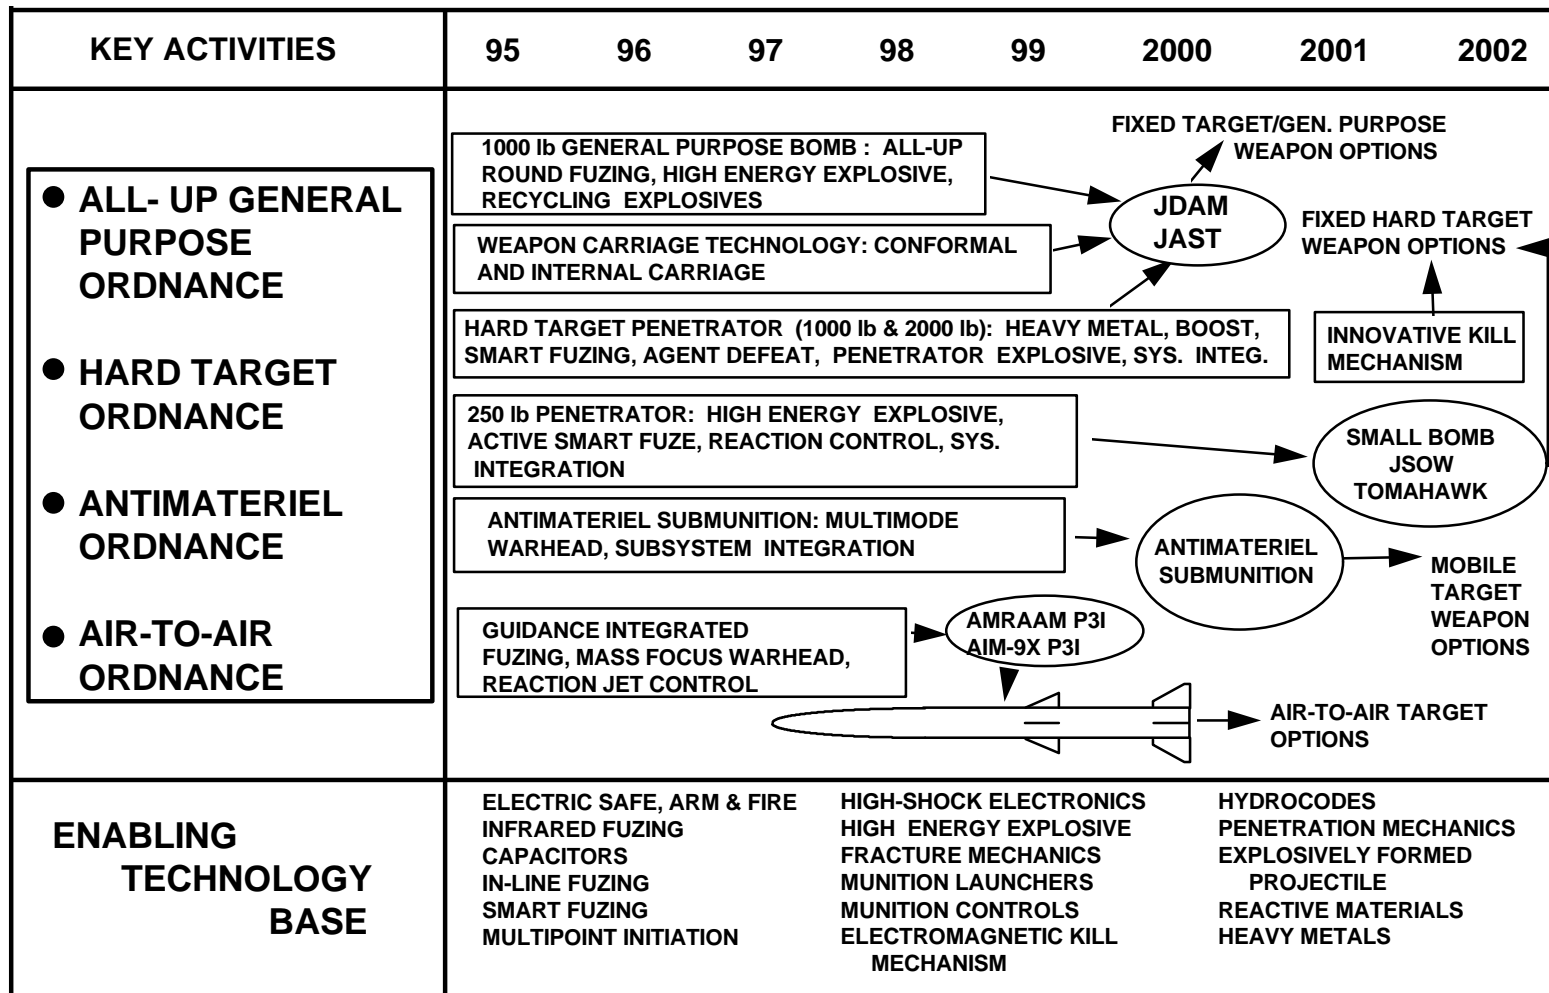 KEY ACTIVITIES
95 96 97 98 99 2000 2001 2002
● ALL- UP GENERAL
PURPOSE
ORDNANCE
● HARD TARGET
ORDNANCE
● ANTIMATERIEL
ORDNANCE
● AIR-TO-AIR
ORDNANCE
1000 lb GENERAL PURPOSE BOMB : ALL-UP
ROUND FUZING, HIGH ENERGY EXPLOSIVE,
RECYCLING EXPLOSIVES
WEAPON CARRIAGE TECHNOLOGY: CONFORMAL
AND INTERNAL CARRIAGE
HARD TARGET PENETRATOR (1000 lb & 2000 lb): HEAVY METAL, BOOST,
SMART FUZING, AGENT DEFEAT, PENETRATOR EXPLOSIVE, SYS. INTEG.
250 lb PENETRATOR: HIGH ENERGY EXPLOSIVE,
ACTIVE SMART FUZE, REACTION CONTROL, SYS.
INTEGRATION
ANTIMATERIEL SUBMUNITION: MULTIMODE
WARHEAD, SUBSYSTEM INTEGRATION
GUIDANCE INTEGRATED
FUZING, MASS FOCUS WARHEAD,
REACTION JET CONTROL
FIXED TARGET/GEN. PURPOSE
WEAPON OPTIONS
JDAM
JAST
FIXED HARD TARGET
WEAPON OPTIONS
INNOVATIVE KILL
MECHANISM
SMALL BOMB
JSOW
TOMAHAWK
ANTIMATERIEL
SUBMUNITION
MOBILE
TARGET
WEAPON
OPTIONS
AMRAAM P3I
AIM-9X P3I
AIR-TO-AIR TARGET
OPTIONS
ENABLING
TECHNOLOGY
BASE
ELECTRIC SAFE, ARM & FIRE
INFRARED FUZING
CAPACITORS
IN-LINE FUZING
SMART FUZING
MULTIPOINT INITIATION
HIGH-SHOCK ELECTRONICS
HIGH ENERGY EXPLOSIVE
FRACTURE MECHANICS
MUNITION LAUNCHERS
MUNITION CONTROLS
ELECTROMAGNETIC KILL
MECHANISM
HYDROCODES
PENETRATION MECHANICS
EXPLOSIVELY FORMED
PROJECTILE
REACTIVE MATERIALS
HEAVY METALS